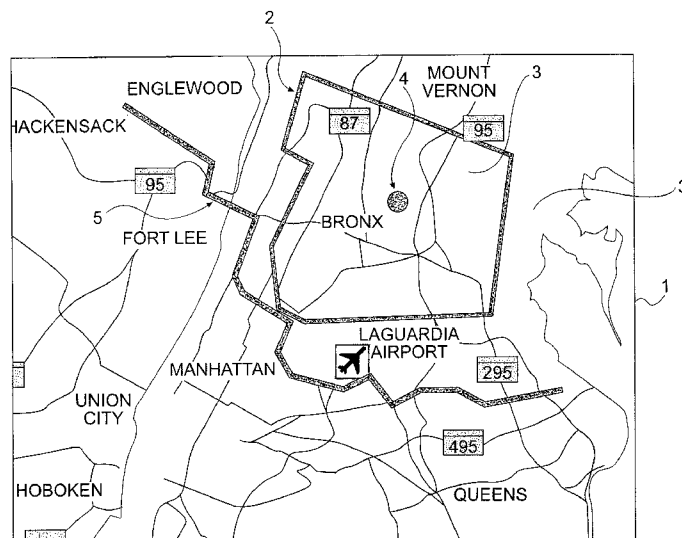 2
4
3
ENGLEWOOD
MOUNT
VERNON
HACKENSACK
87
95
95
5
FORT LEE
BRONX
1
LAGUARDIA
AIRPORT
MANHATTAN
295
UNION
CITY
495
HOBOKEN
QUEENS